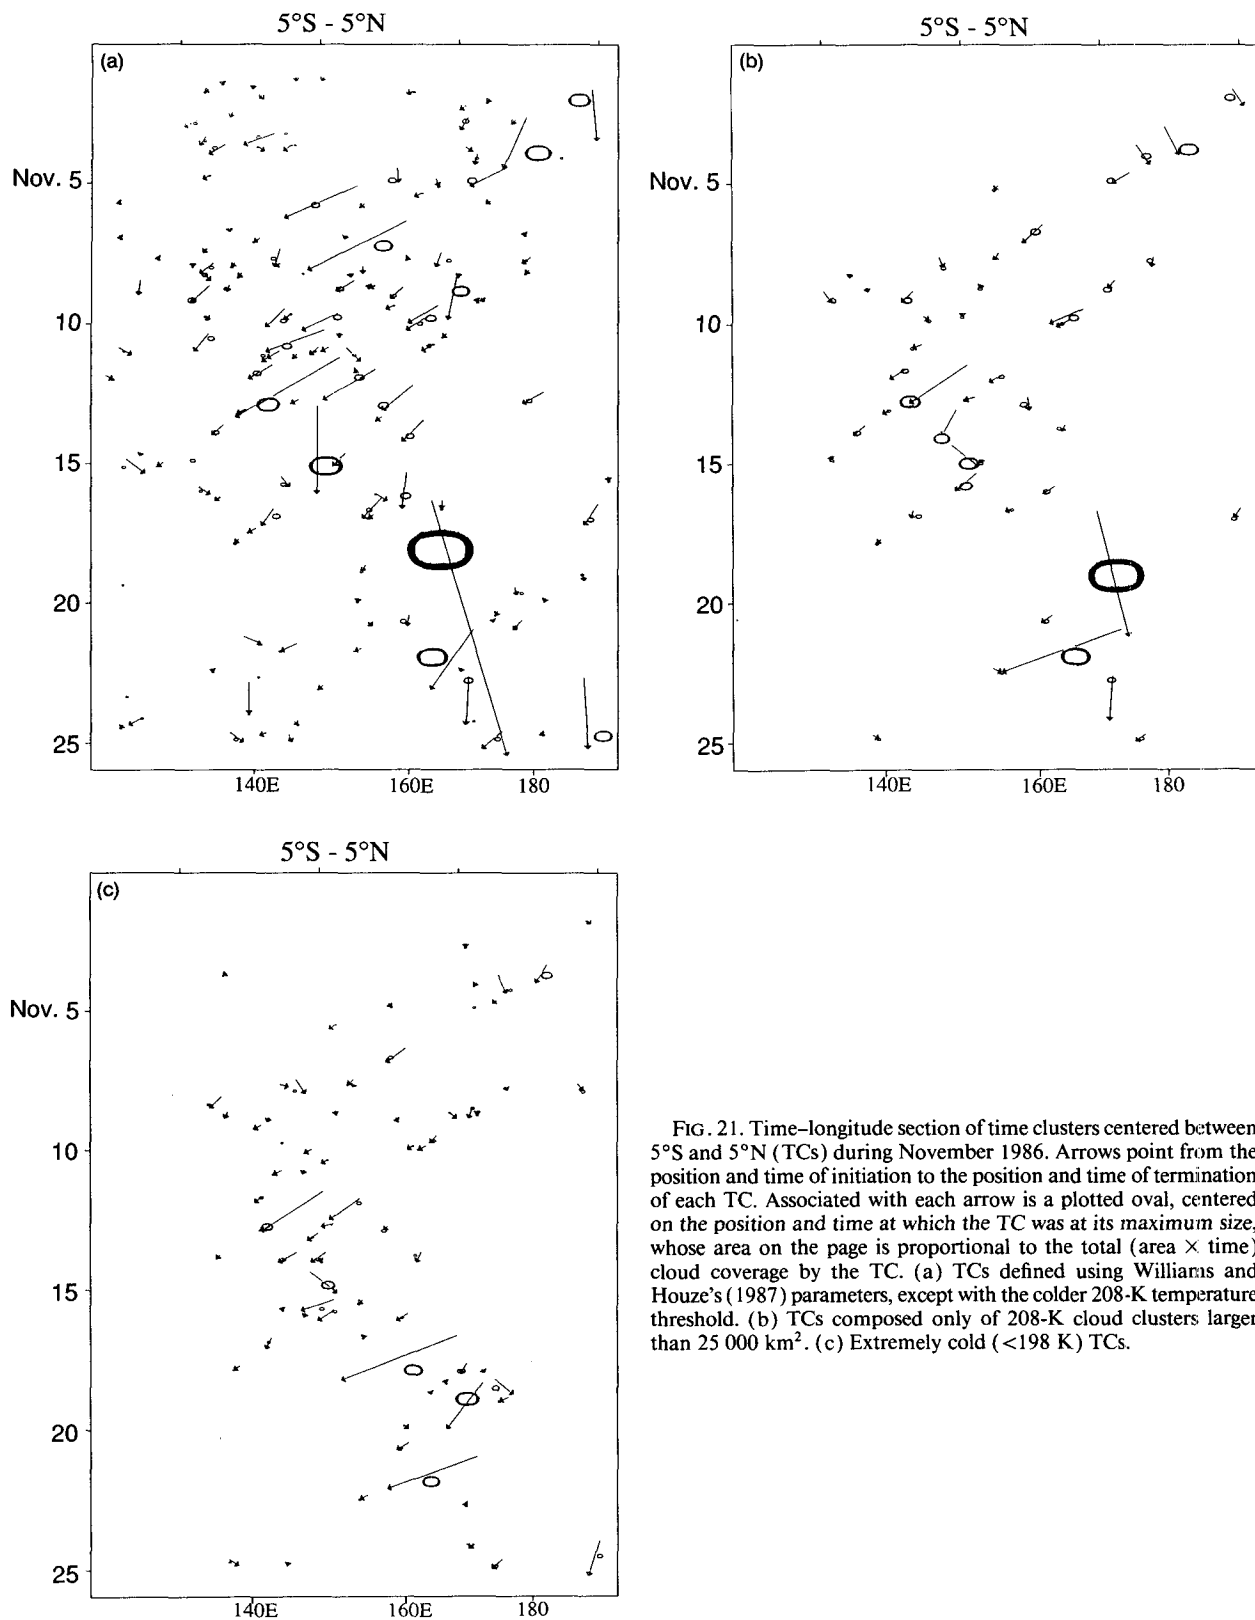 5°S - 5°N
(a)
Nov. 5
10
15
20
25
140E 160E 180
5°S - 5°N
(b)
Nov. 5
10
15
20
25
140E 160E 180
5°S - 5°N
(c)
Nov. 5
10
15
20
25
140E 160E 180
FIG. 21. Time–longitude section of time clusters centered between
5°S and 5°N (TCs) during November 1986. Arrows point from the
position and time of initiation to the position and time of termination
of each TC. Associated with each arrow is a plotted oval, centered
on the position and time at which the TC was at its maximum size,
whose area on the page is proportional to the total (area × time)
cloud coverage by the TC. (a) TCs defined using Williams and
Houze's (1987) parameters, except with the colder 208-K temperature
threshold. (b) TCs composed only of 208-K cloud clusters larger
than 25 000 km². (c) Extremely cold (<198 K) TCs.